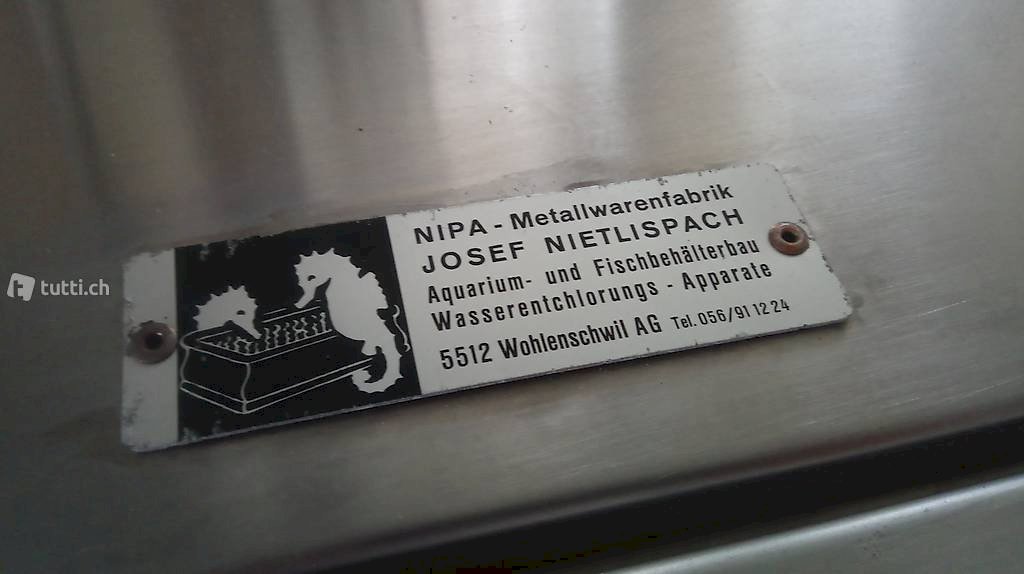 NIPA - Metallwarenfabrik
JOSEF NIETLISPACH
Aquarium- und Fischbehälterbau
Wasserentchlorungs - Apparate
5512 Wohlenschwil AG Tel. 056/91 12 24
tutti.ch